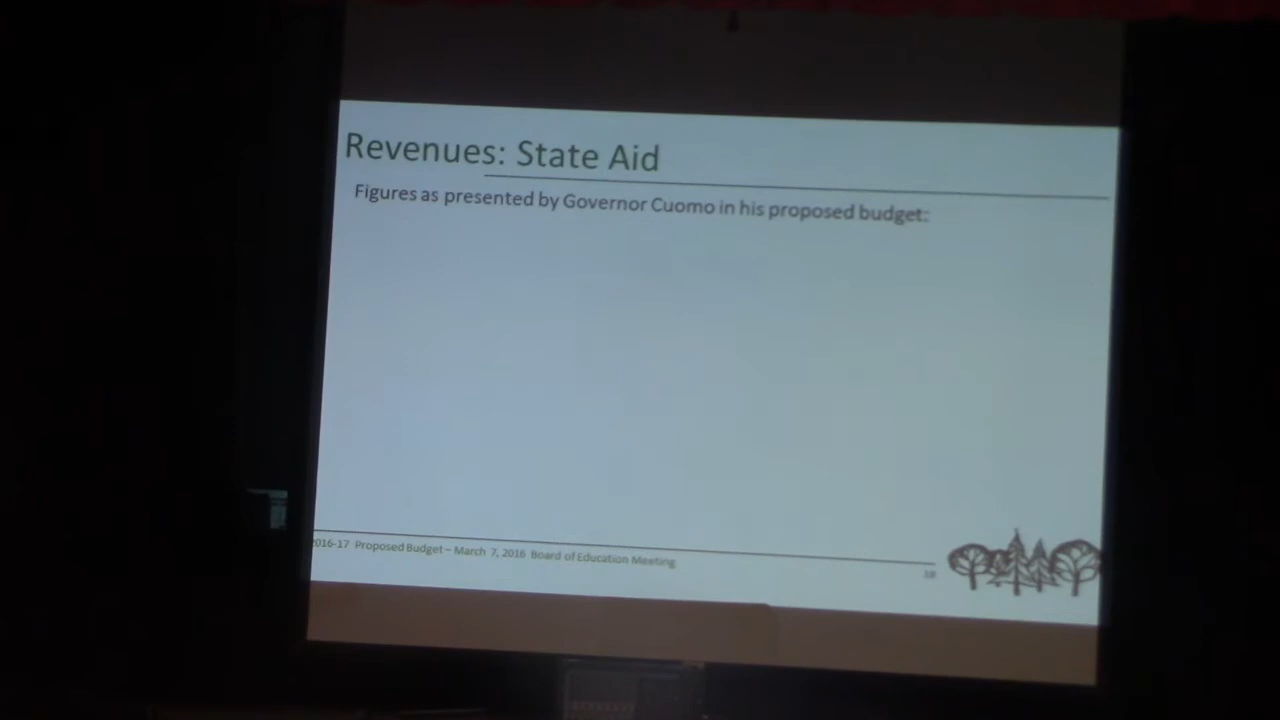 Revenues: State Aid
Figures as presented by Governor Cuomo in his proposed budget:
2016-17 Proposed Budget – March 7, 2016 Board of Education Meeting